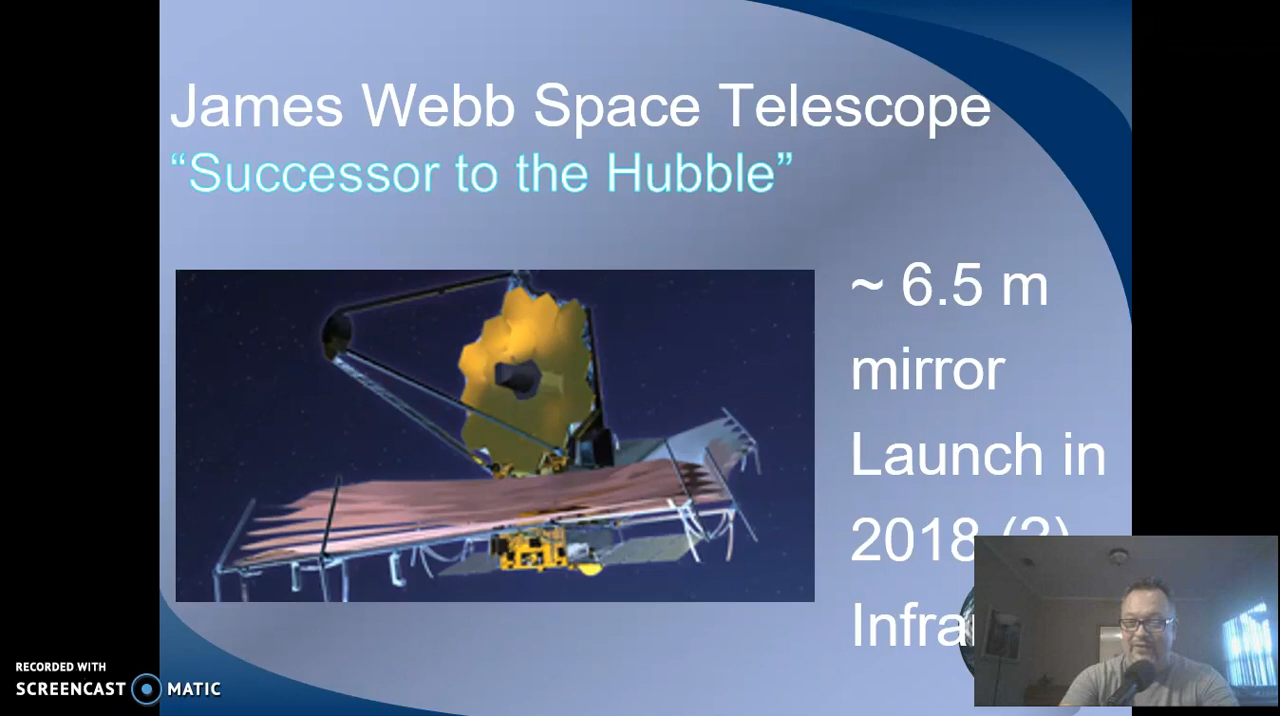 James Webb Space Telescope
“Successor to the Hubble”
~ 6.5 m
mirror
Launch in
2018 (?)
RECORDED WITH
SCREENCAST MATIC